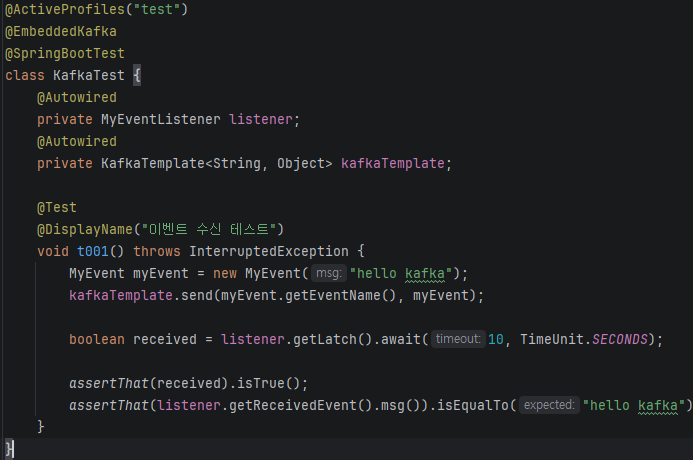 @ActiveProfiles("test")
@EmbeddedKafka
@SpringBootTest
class KafkaTest {
    @Autowired
    private MyEventListener listener;
    @Autowired
    private KafkaTemplate<String, Object> kafkaTemplate;

    @Test
    @DisplayName("이벤트 수신 테스트")
    void t001() throws InterruptedException {
        MyEvent myEvent = new MyEvent( msg: "hello kafka");
        kafkaTemplate.send(myEvent.getEventName(), myEvent);

        boolean received = listener.getLatch().await( timeout: 10, TimeUnit.SECONDS);

        assertThat(received).isTrue();
        assertThat(listener.getReceivedEvent().msg()).isEqualTo( expected: "hello kafka")
    }
}